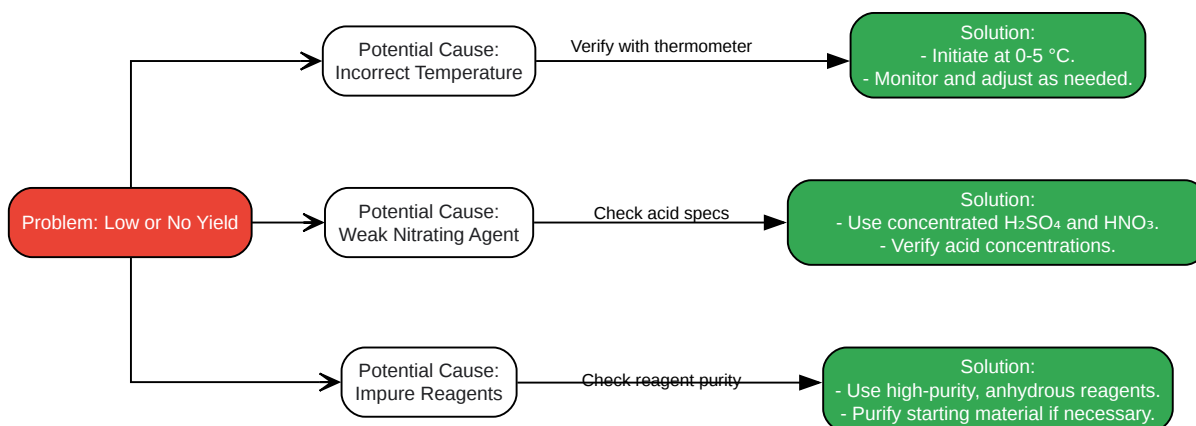 Potential Cause:
Incorrect Temperature
Verify with thermometer
Solution:
- Initiate at 0-5 °C.
- Monitor and adjust as needed.
Problem: Low or No Yield
Potential Cause:
Weak Nitrating Agent
Check acid specs
Solution:
- Use concentrated H₂SO₄ and HNO₃.
- Verify acid concentrations.
Potential Cause:
Impure Reagents
Check reagent purity
Solution:
- Use high-purity, anhydrous reagents.
- Purify starting material if necessary.